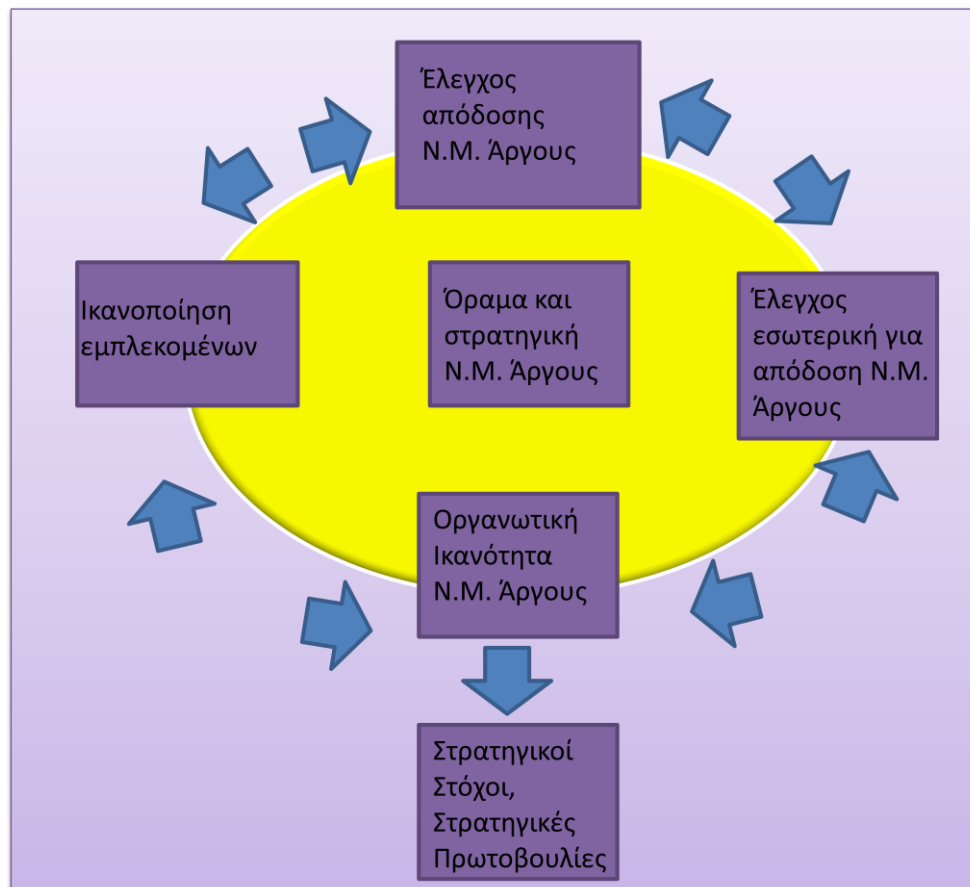 Έλεγχος
απόδοσης
Ν.Μ. Άργους
Ικανοποίηση
εμπλεκομένων
Όραμα και
στρατηγική
Ν.Μ. Άργους
Έλεγχος
εσωτερική για
απόδοση Ν.Μ.
Άργους
Οργανωτική
Ικανότητα
Ν.Μ. Άργους
Στρατηγικοί
Στόχοι,
Στρατηγικές
Πρωτοβουλίες